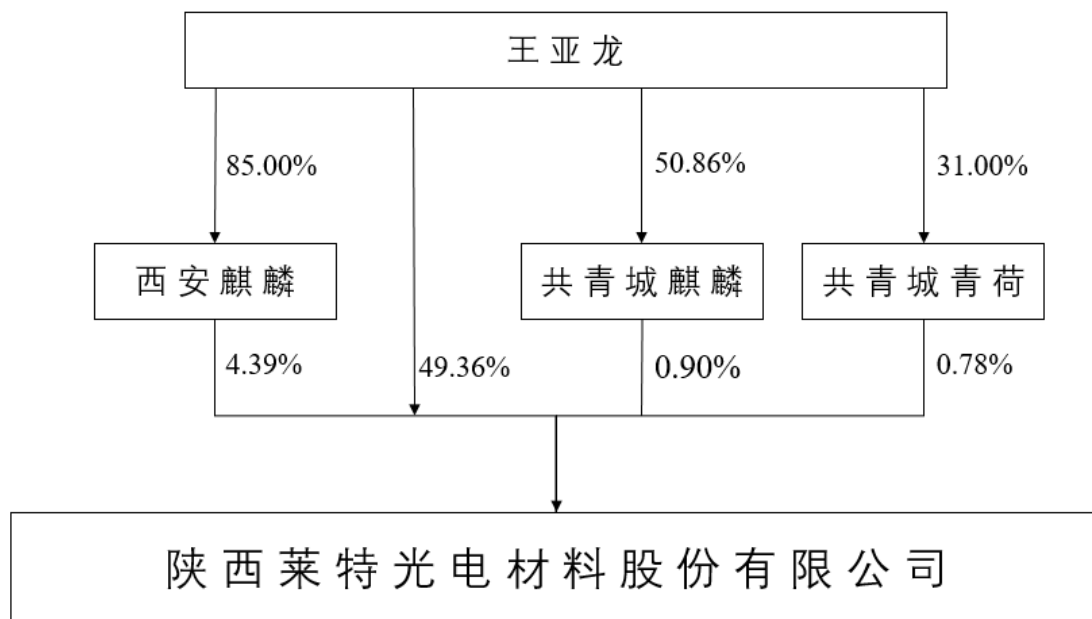 王亚龙
85.00%
50.86%
31.00%
西安麒麟
共青城麒麟
共青城青荷
4.39%
49.36%
0.90%
0.78%
陕西莱特光电材料股份有限公司